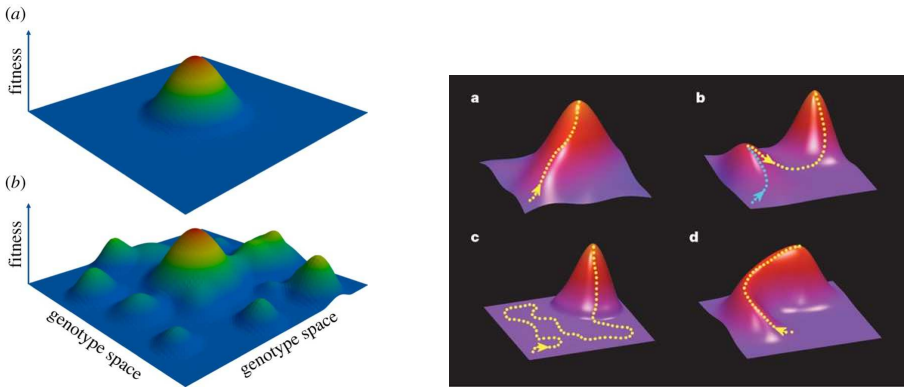 (a)
fitness
(b)
fitness
genotype space
genotype space
a
b
c
d